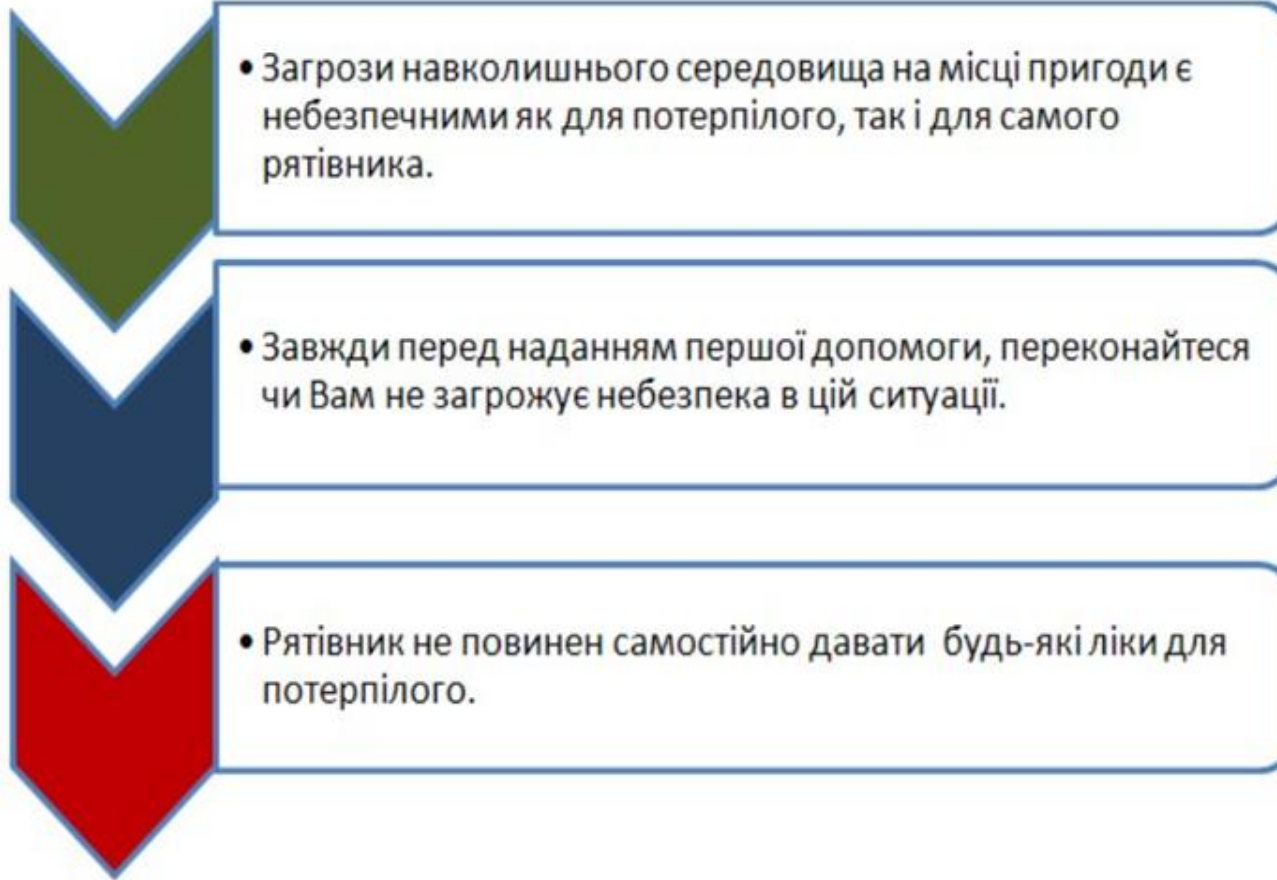 • Загрози навколишнього середовища на місці пригоди є
небезпечними як для потерпілого, так і для самого
рятівника.
• Завжди перед наданням першої допомоги, переконайтеся
чи Вам не загрожує небезпека в цій ситуації.
• Рятівник не повинен самостійно давати будь-які ліки для
потерпілого.